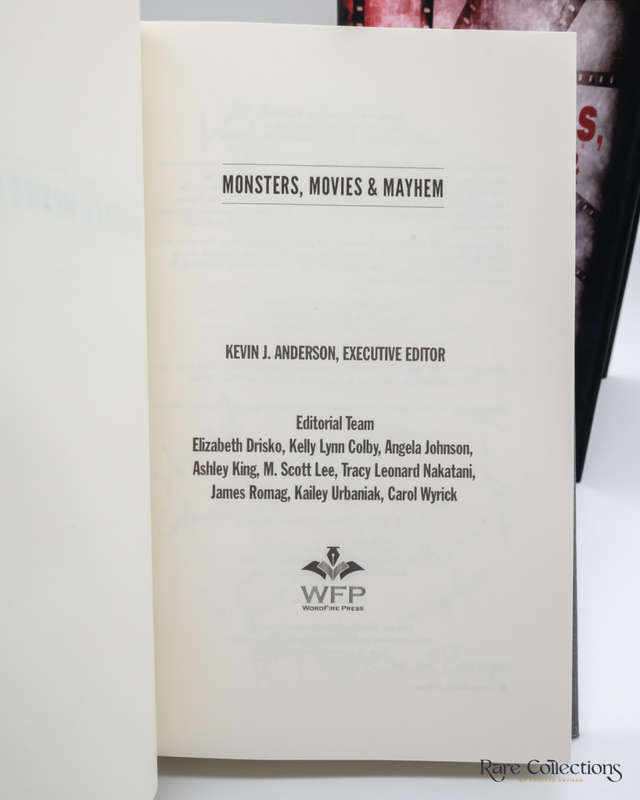 MONSTERS, MOVIES & MAYHEM
KEVIN J. ANDERSON, EXECUTIVE EDITOR
Editorial Team
Elizabeth Drisko, Kelly Lynn Colby, Angela Johnson,
Ashley King, M. Scott Lee, Tracy Leonard Nakatani,
James Romag, Kailey Urbaniak, Carol Wyrick
WFP
WORDFIRE PRESS
S,
&
Rare Collections